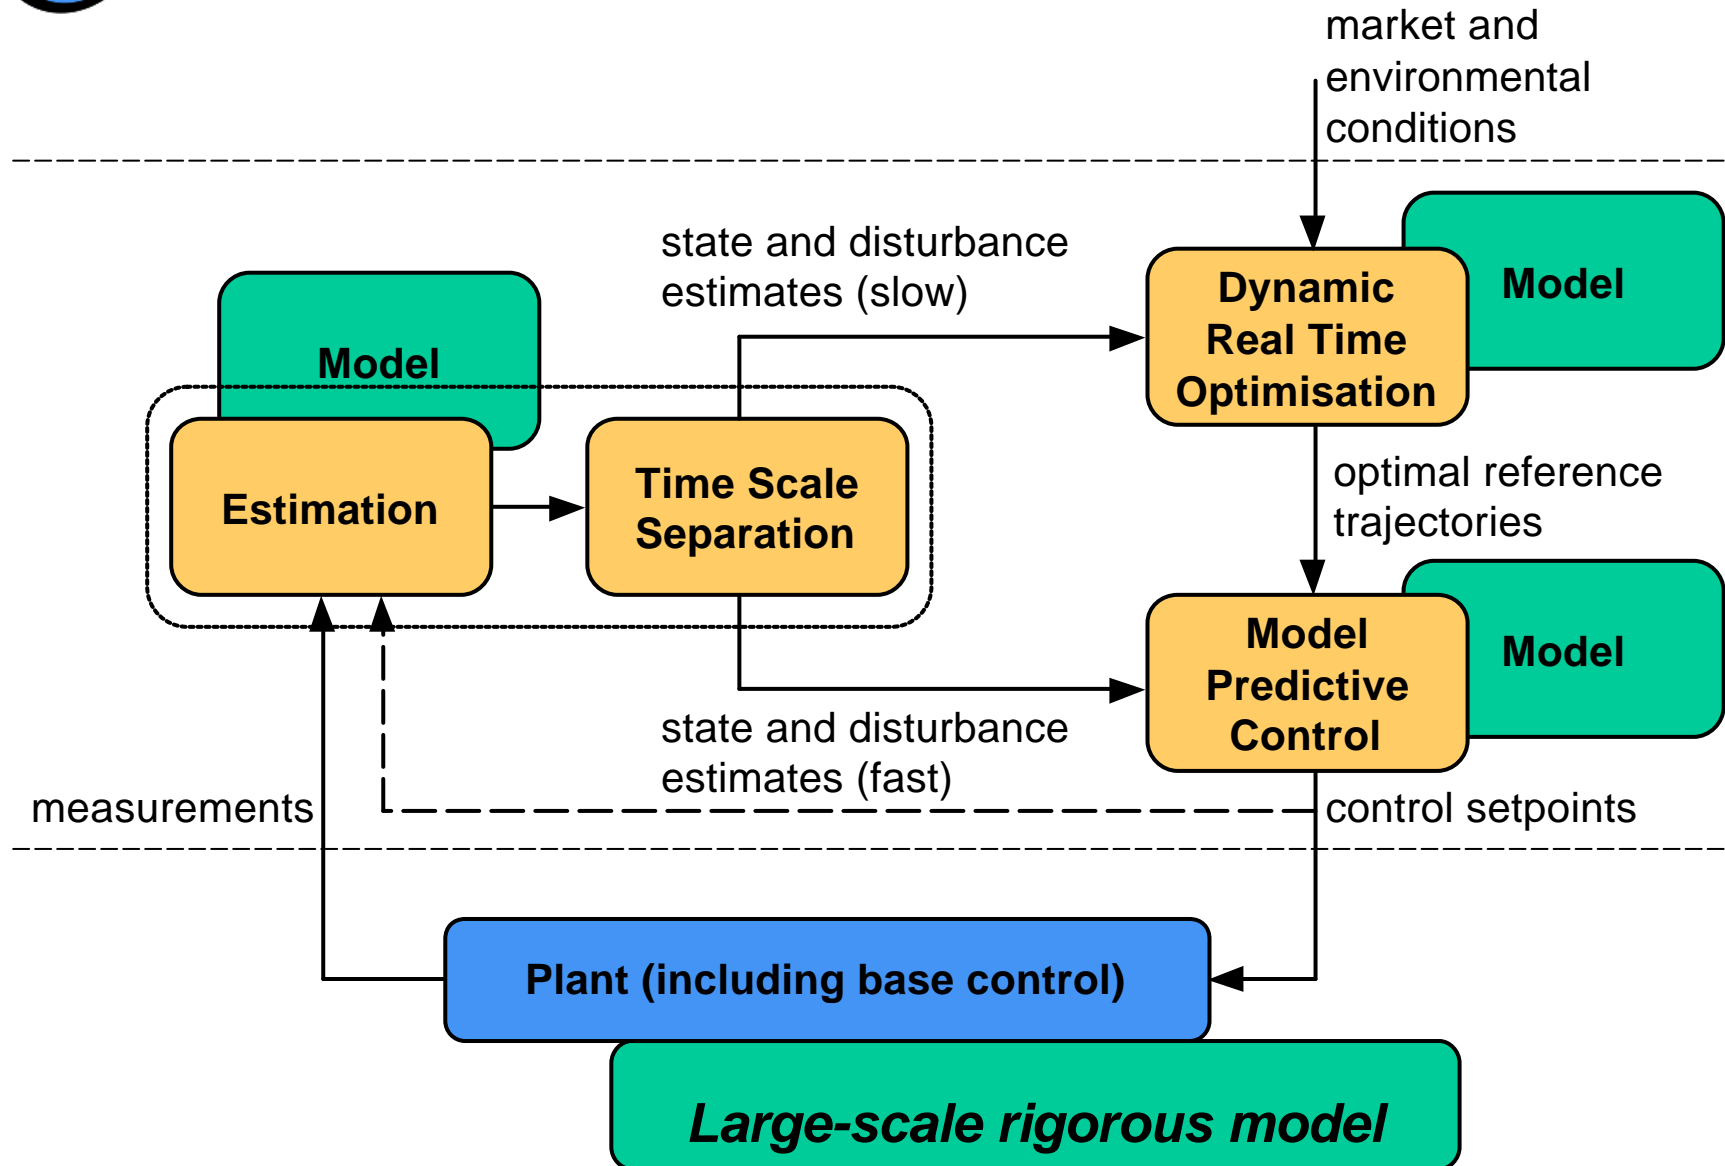 market and
environmental
conditions
state and disturbance
estimates (slow)
Dynamic
Real Time
Optimisation
Model
Model
Estimation
Time Scale
Separation
optimal reference
trajectories
Model
Predictive
Control
Model
state and disturbance
estimates (fast)
measurements
control setpoints
Plant (including base control)
Large-scale rigorous model